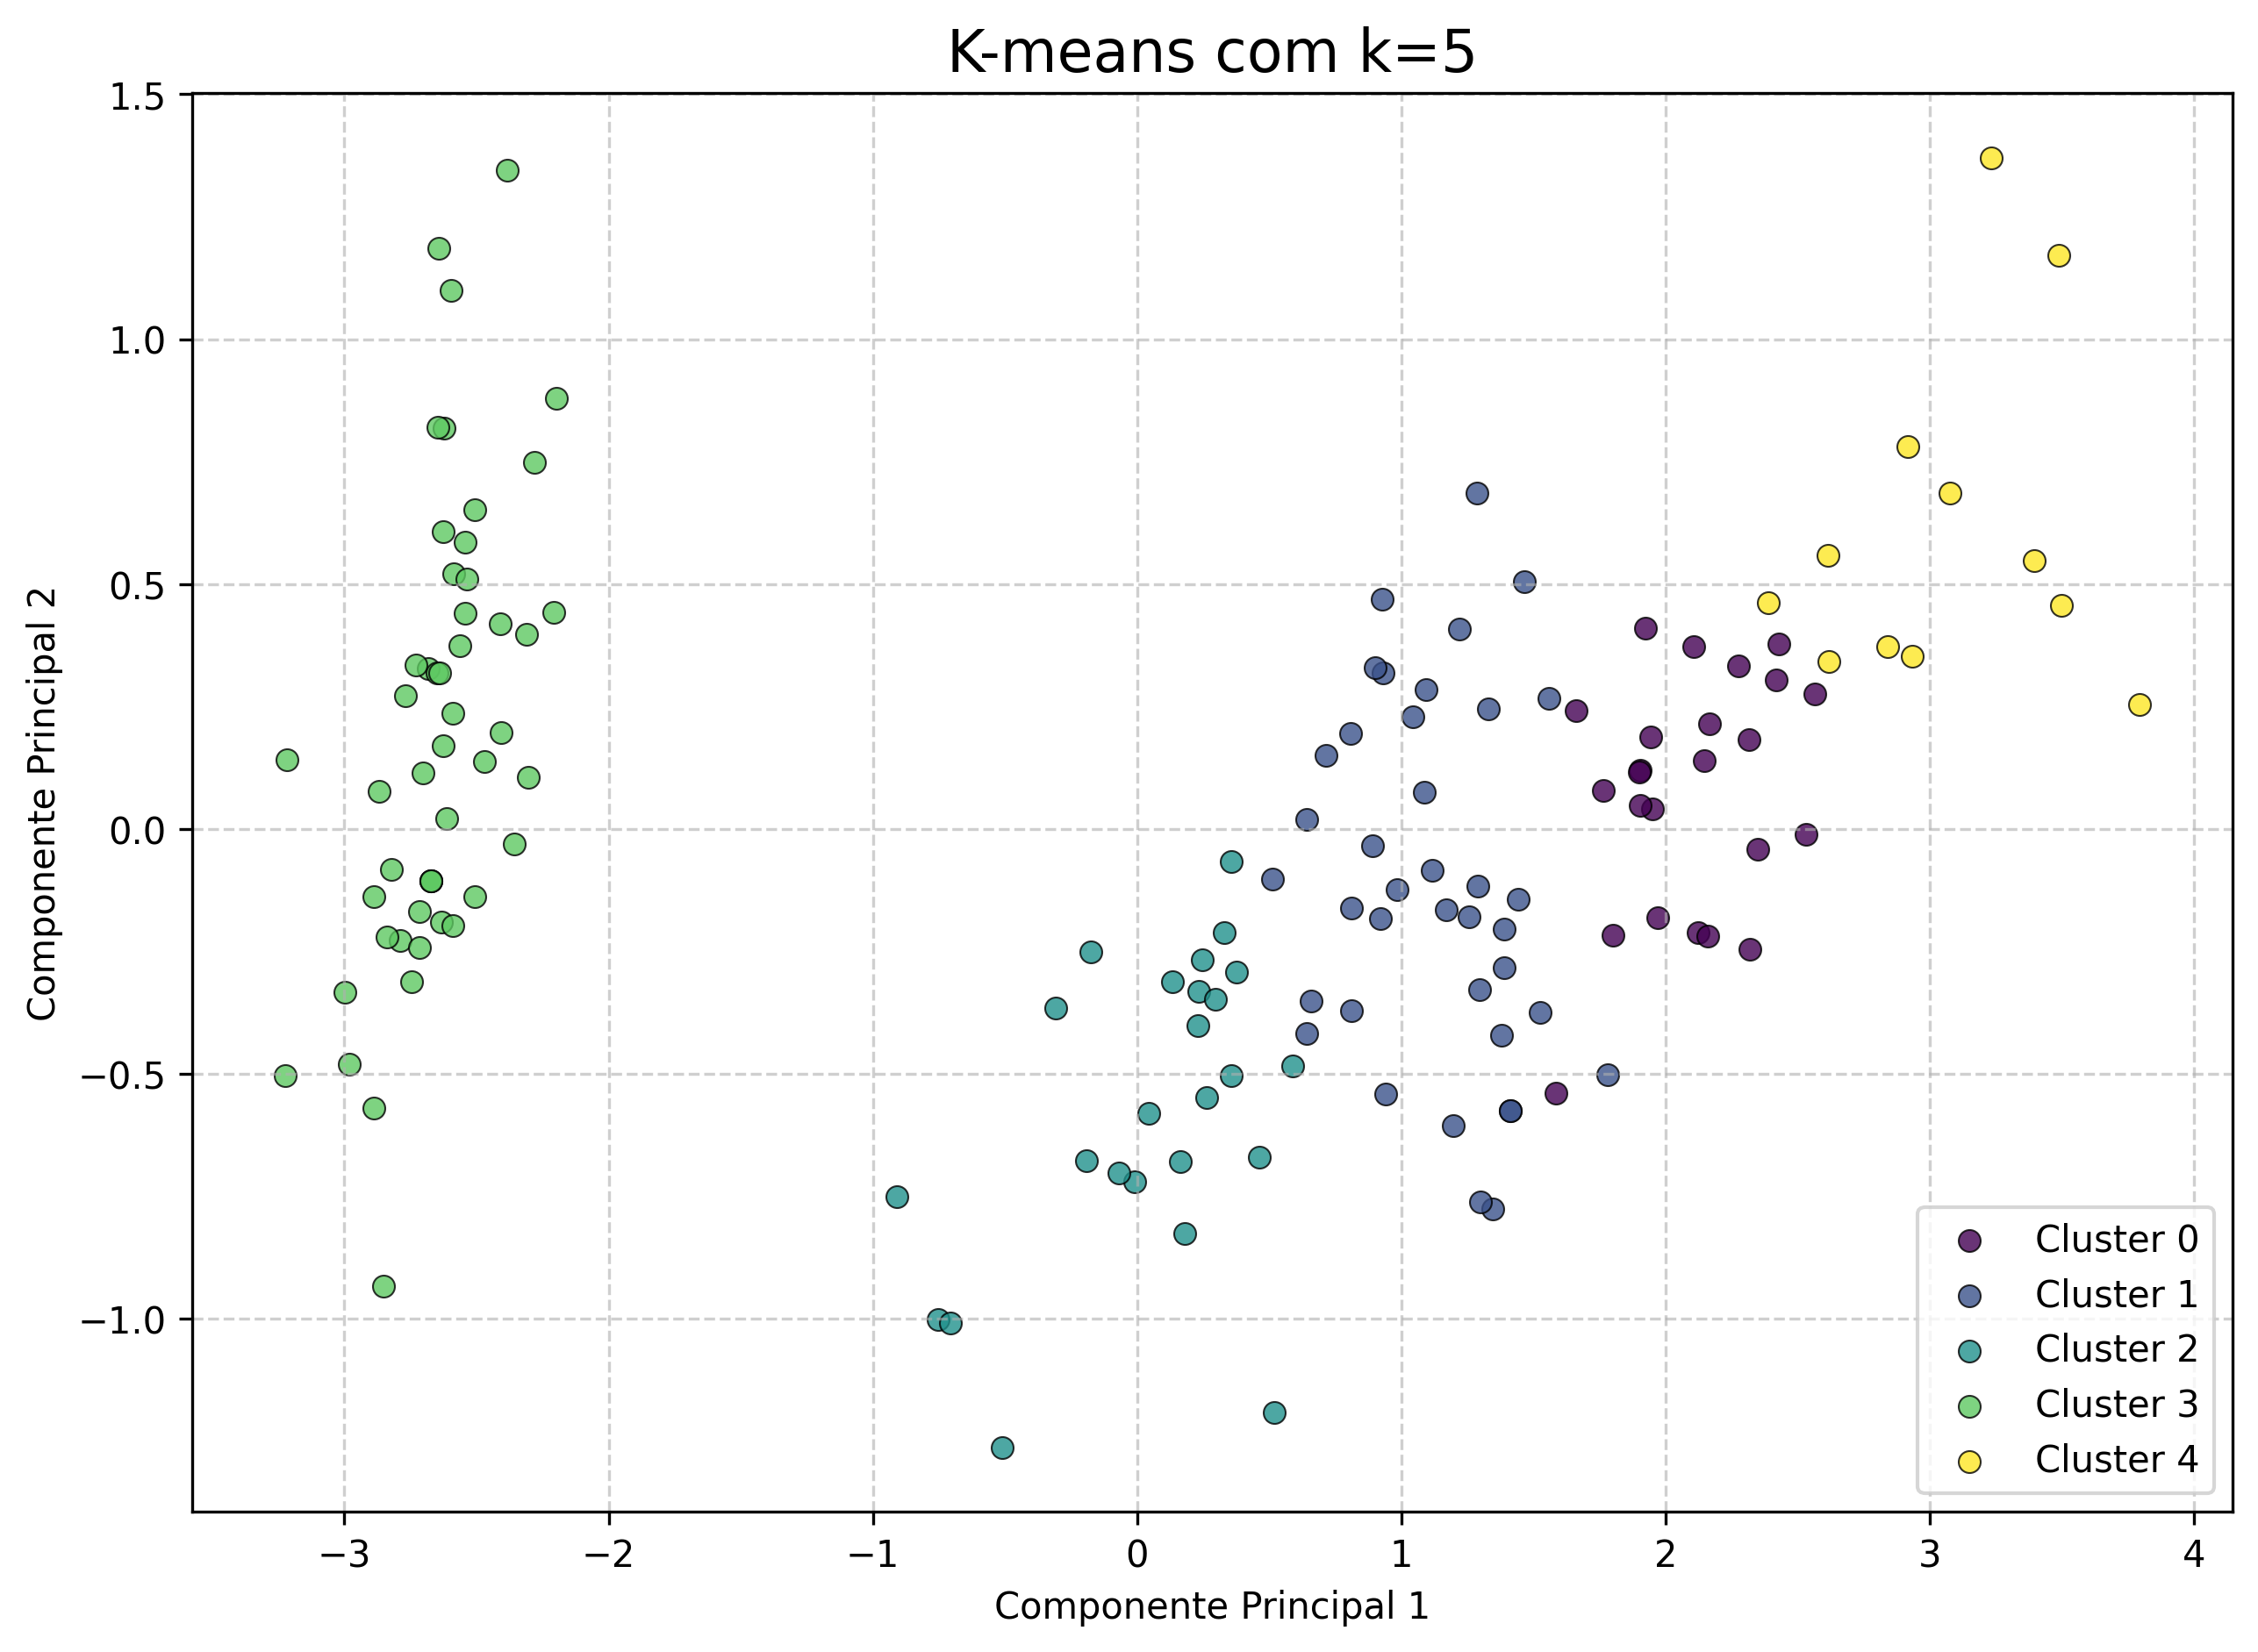 K-means com k=5
1.5
1.0
0.5
0.0
−0.5
−1.0
Componente Principal 2
−3 −2 −1 0 1 2 3 4
Componente Principal 1
Cluster 0
Cluster 1
Cluster 2
Cluster 3
Cluster 4